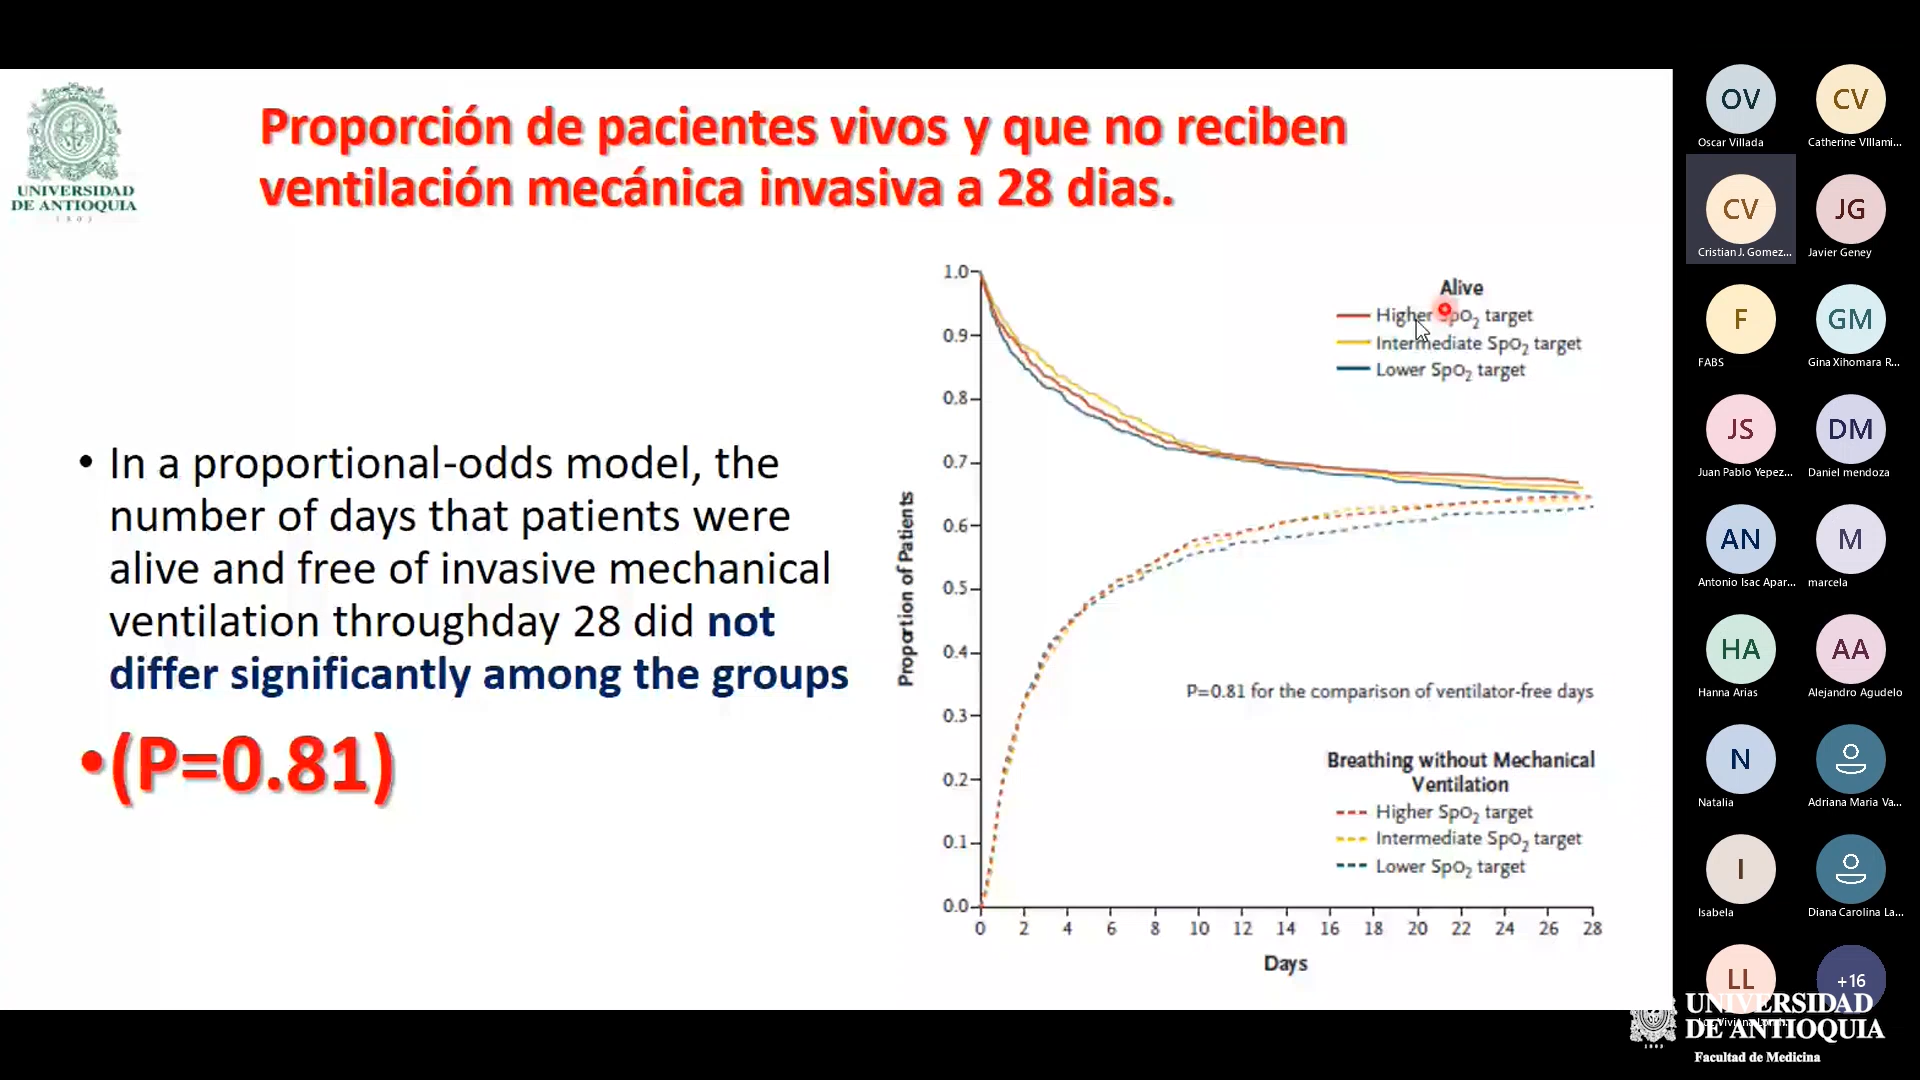 UNIVERSIDAD
DE ANTIOQUIA
1803
Proporción de pacientes vivos y que no reciben
ventilación mecánica invasiva a 28 dias.
• In a proportional-odds model, the
number of days that patients were
alive and free of invasive mechanical
ventilation throughday 28 did not
differ significantly among the groups
•(P=0.81)
Proportion of Patients
1.0
0.9
0.8
0.7
0.6
0.5
0.4
0.3
0.2
0.1
0.0
0 2 4 6 8 10 12 14 16 18 20 22 24 26 28
Days
Alive
Higher SpO₂ target
Intermediate SpO₂ target
Lower SpO₂ target
P=0.81 for the comparison of ventilator-free days
Breathing without Mechanical
Ventilation
Higher SpO₂ target
Intermediate SpO₂ target
Lower SpO₂ target
OV CV
Oscar Villada Catherine VIllami...
CV JG
Cristian J. Gomez... Javier Geney
F GM
FABS Gina Xihomara R...
JS DM
Juan Pablo Yepez... Daniel mendoza
AN M
Antonio Isac Apar... marcela
HA AA
Hanna Arias Alejandro Agudelo
N
Natalia Adriana Maria Va...
I
Isabela Diana Carolina La...
LL +16
UNIVERSIDAD
DE ANTIOQUIA
1803
Facultad de Medicina